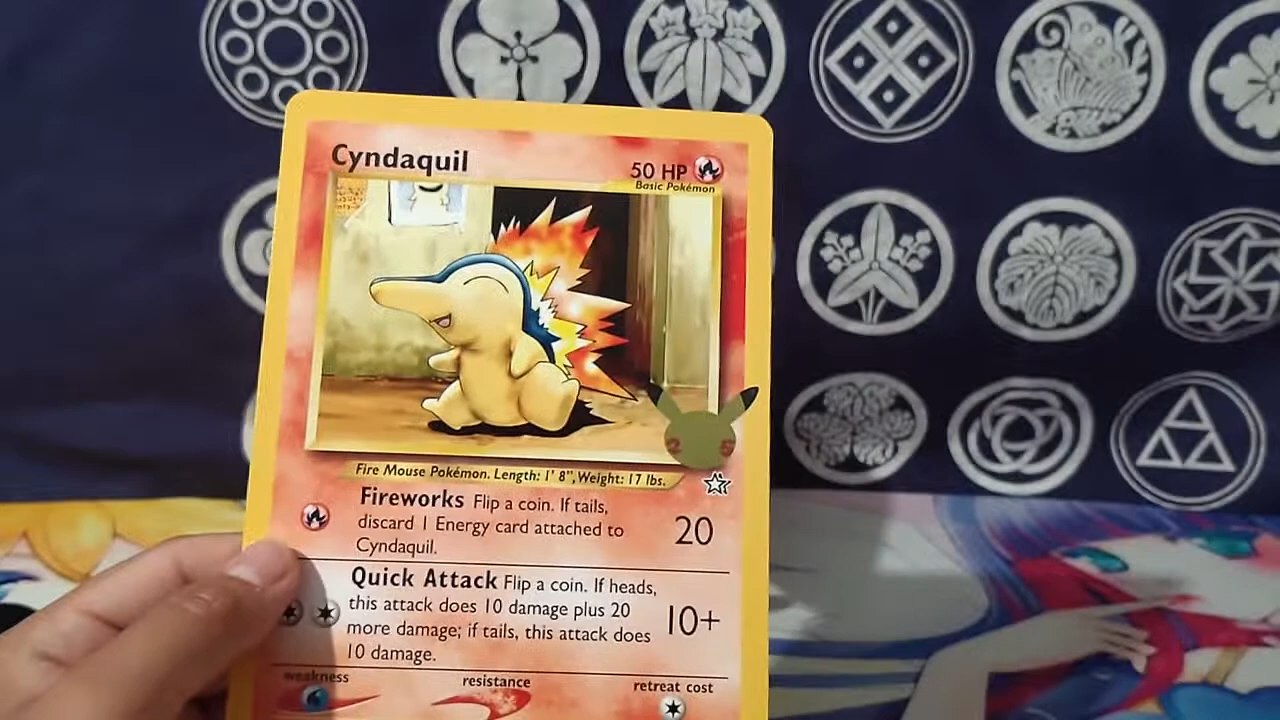 Cyndaquil
50 HP
Basic Pokémon
Fire Mouse Pokémon. Length: 1' 8", Weight: 17 lbs.
Fireworks Flip a coin. If tails,
discard 1 Energy card attached to
Cyndaquil.
20
Quick Attack Flip a coin. If heads,
this attack does 10 damage plus 20
more damage; if tails, this attack does
10 damage.
10+
weakness
resistance
retreat cost